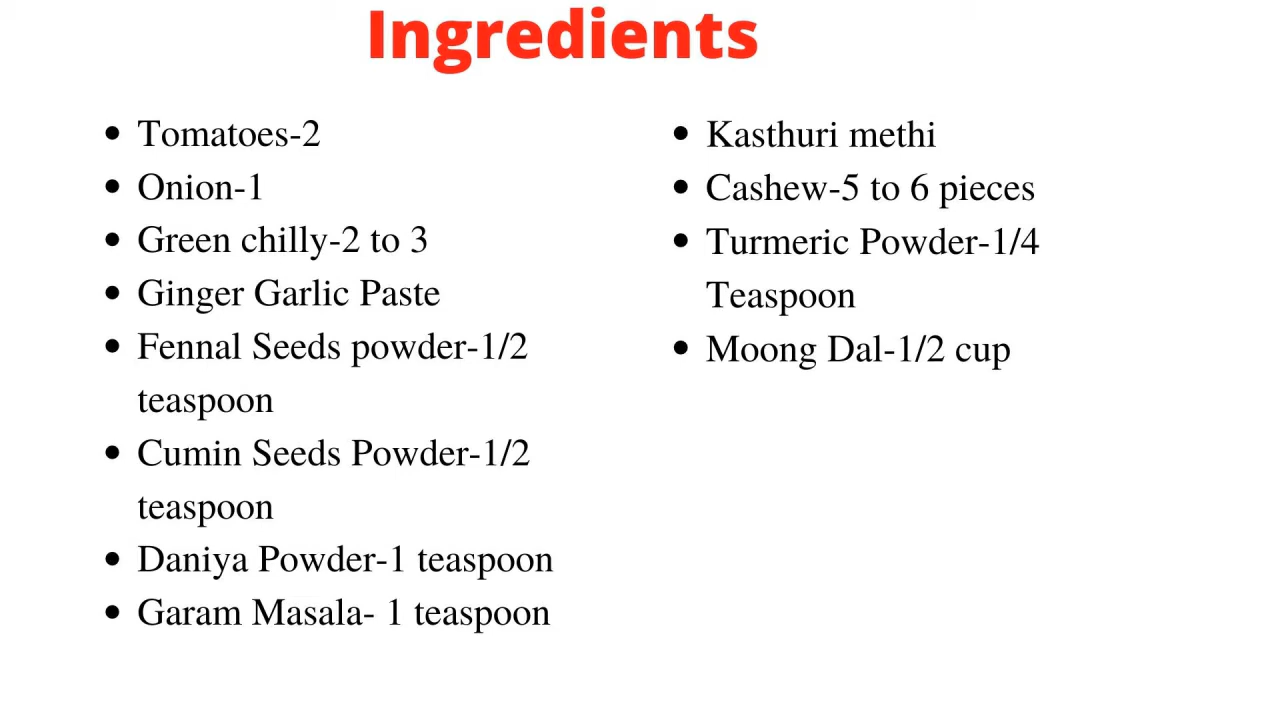 Ingredients
Tomatoes-2
Onion-1
Green chilly-2 to 3
Ginger Garlic Paste
Fennal Seeds powder-1/2
teaspoon
Cumin Seeds Powder-1/2
teaspoon
Daniya Powder-1 teaspoon
Garam Masala- 1 teaspoon
Kasthuri methi
Cashew-5 to 6 pieces
Turmeric Powder-1/4
Teaspoon
Moong Dal-1/2 cup